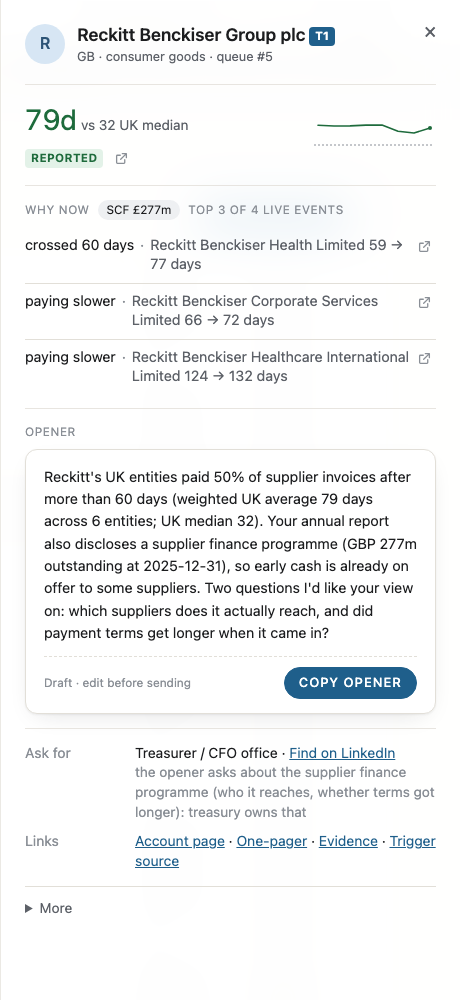 R
Reckitt Benckiser Group plc T1
GB · consumer goods · queue #5
79d vs 32 UK median
REPORTED
WHY NOW SCF £277m TOP 3 OF 4 LIVE EVENTS
crossed 60 days · Reckitt Benckiser Health Limited 59 →
77 days
paying slower · Reckitt Benckiser Corporate Services
Limited 66 → 72 days
paying slower · Reckitt Benckiser Healthcare International
Limited 124 → 132 days
OPENER
Reckitt's UK entities paid 50% of supplier invoices after
more than 60 days (weighted UK average 79 days
across 6 entities; UK median 32). Your annual report
also discloses a supplier finance programme (GBP 277m
outstanding at 2025-12-31), so early cash is already on
offer to some suppliers. Two questions I'd like your view
on: which suppliers does it actually reach, and did
payment terms get longer when it came in?
Draft · edit before sending
COPY OPENER
Ask for
Treasurer / CFO office · Find on LinkedIn
the opener asks about the supplier finance
programme (who it reaches, whether terms got
longer): treasury owns that
Links
Account page · One-pager · Evidence · Trigger
source
More